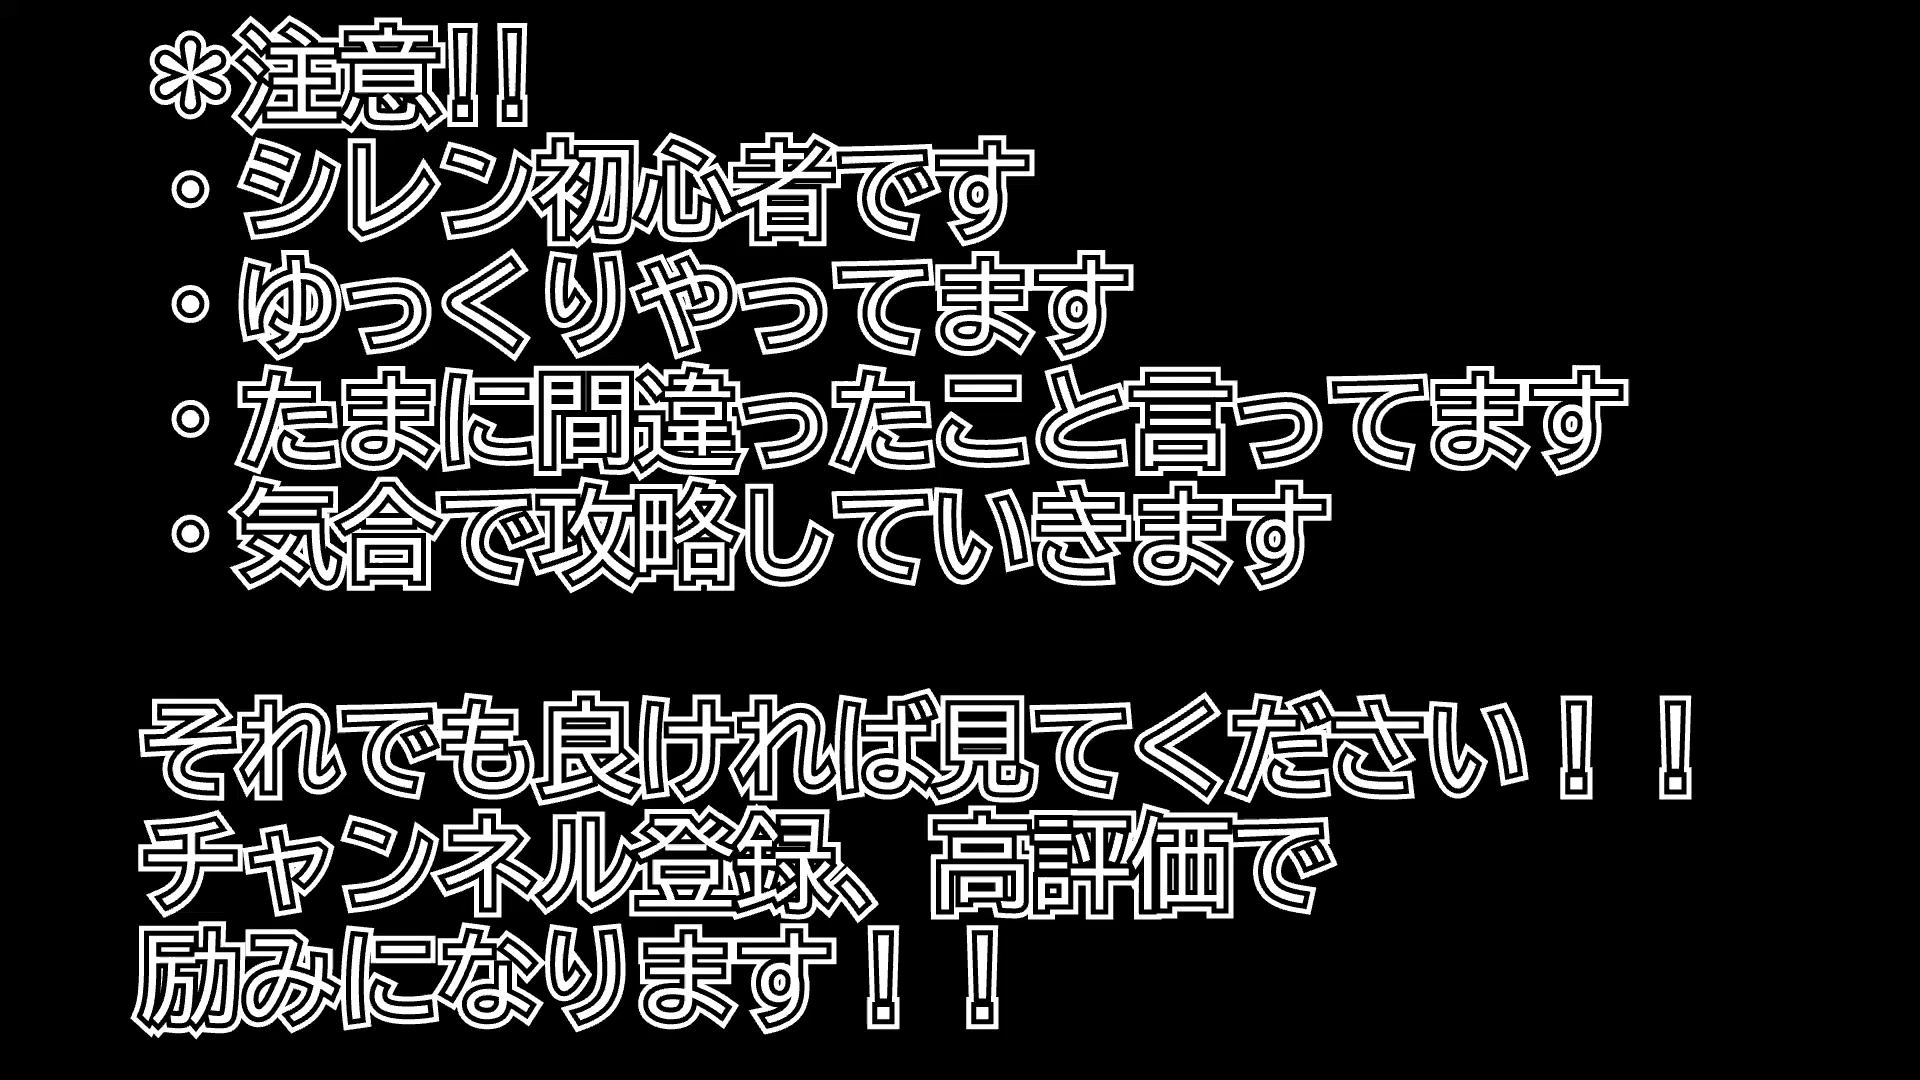 ＊注意!!
・シレン初心者です
・ゆっくりやってます
・たまに間違ったこと言ってます
・気合で攻略していきます
それでも良ければ見てください！！
チャンネル登録、高評価で
励みになります！！